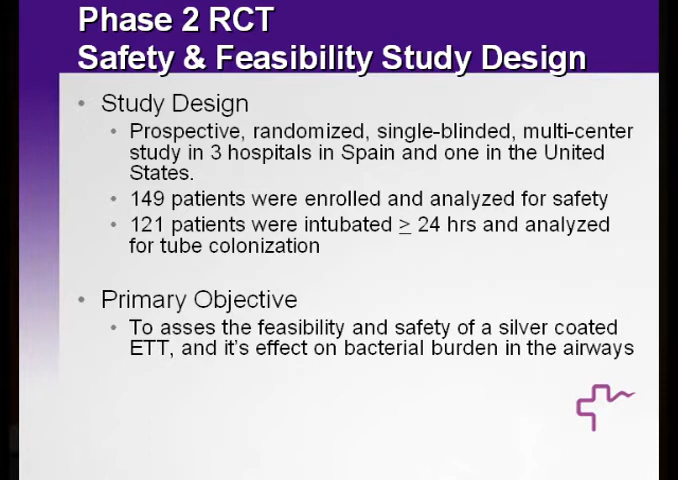 Phase 2 RCT
Safety & Feasibility Study Design
• Study Design
• Prospective, randomized, single-blinded, multi-center
study in 3 hospitals in Spain and one in the United
States.
• 149 patients were enrolled and analyzed for safety
• 121 patients were intubated ≥ 24 hrs and analyzed
for tube colonization
• Primary Objective
• To asses the feasibility and safety of a silver coated
ETT, and it's effect on bacterial burden in the airways